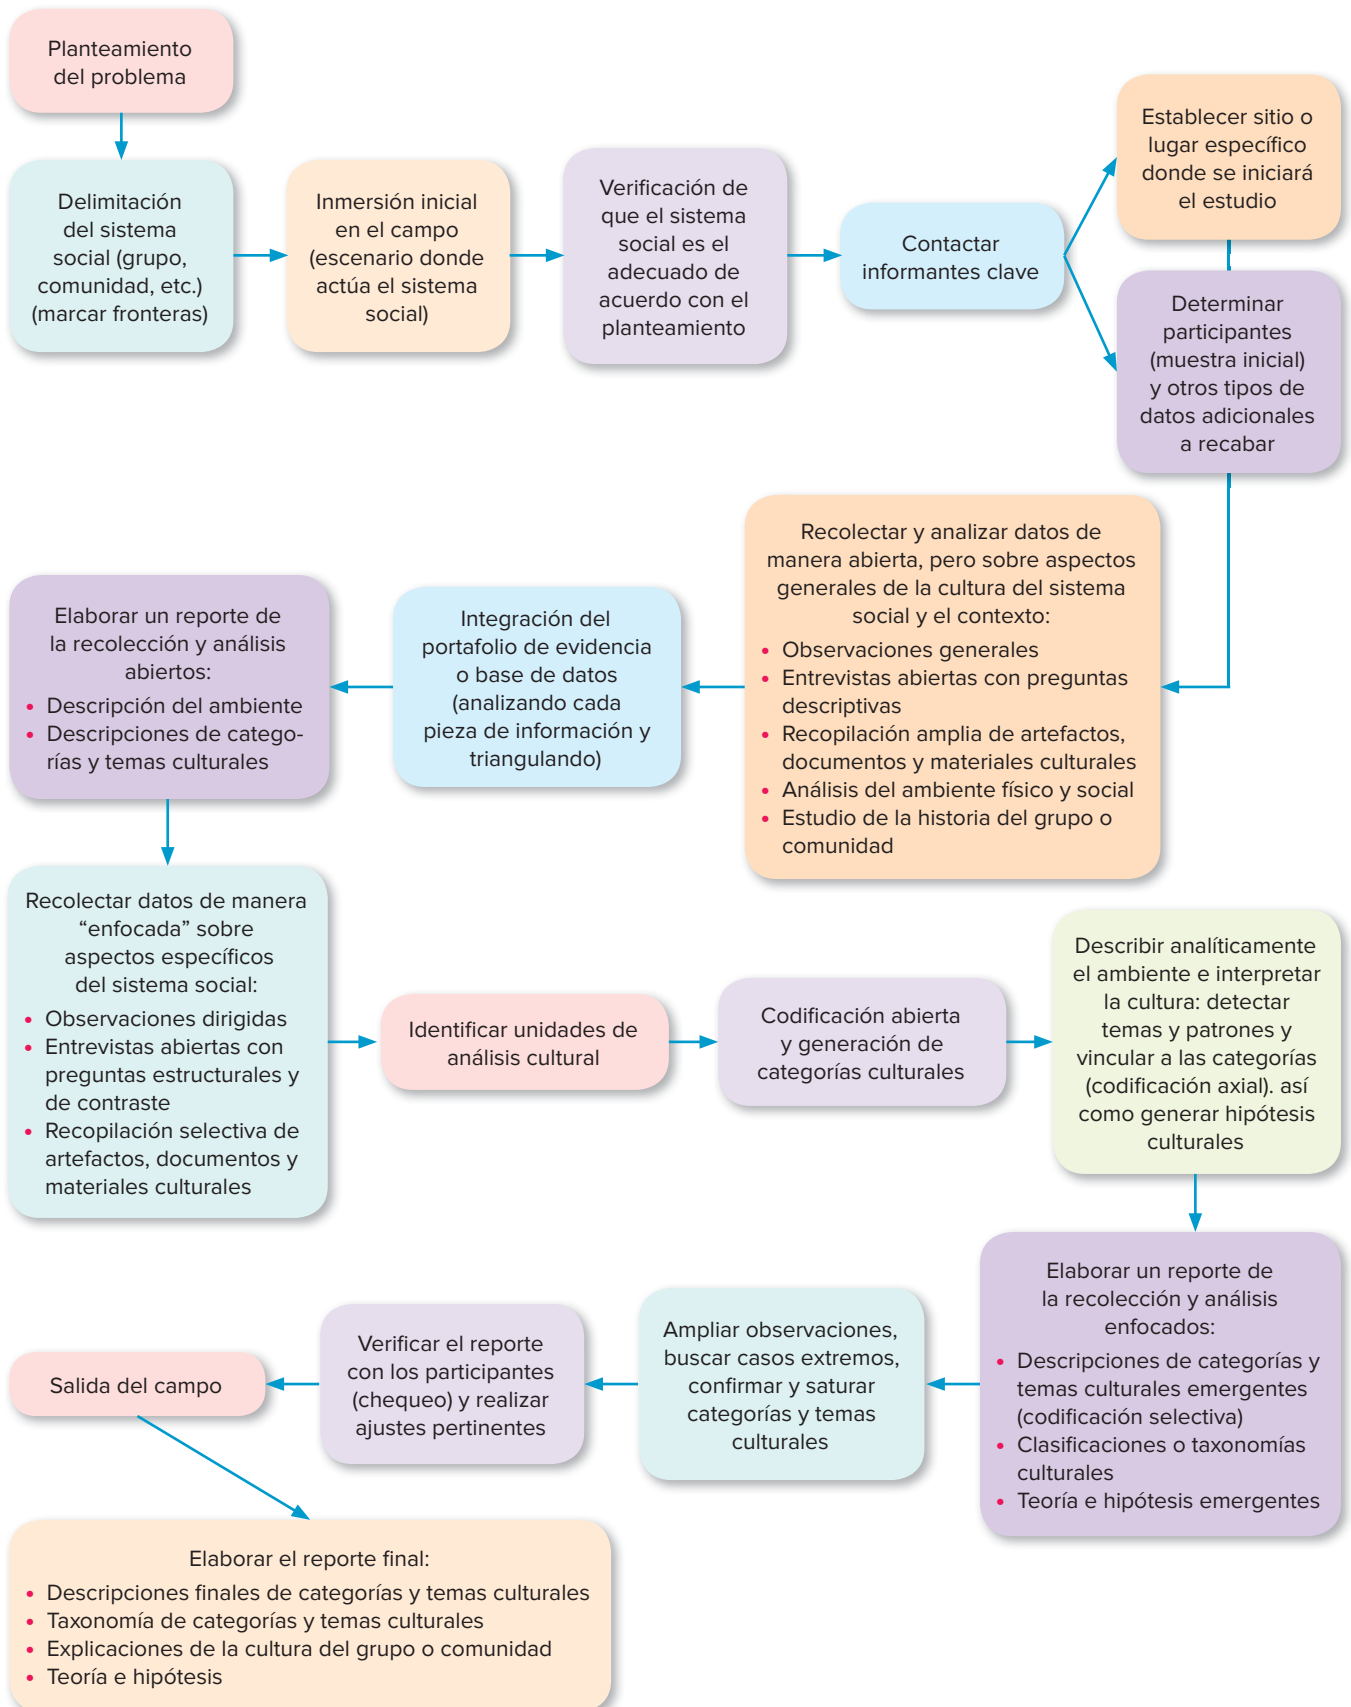 Planteamiento
del problema
Delimitación
del sistema
social (grupo,
comunidad, etc.)
(marcar fronteras)
Inmersión inicial
en el campo
(escenario donde
actúa el sistema
social)
Verificación de
que el sistema
social es el
adecuado de
acuerdo con el
planteamiento
Contactar
informantes clave
Establecer sitio o
lugar específico
donde se iniciará
el estudio
Determinar
participantes
(muestra inicial)
y otros tipos de
datos adicionales
a recabar
Recolectar y analizar datos de
manera abierta, pero sobre aspectos
generales de la cultura del sistema
social y el contexto:
• Observaciones generales
• Entrevistas abiertas con preguntas
descriptivas
• Recopilación amplia de artefactos,
documentos y materiales culturales
• Análisis del ambiente físico y social
• Estudio de la historia del grupo o
comunidad
Integración del
portafolio de evidencia
o base de datos
(analizando cada
pieza de información y
triangulando)
Elaborar un reporte de
la recolección y análisis
abiertos:
• Descripción del ambiente
• Descripciones de catego-
rías y temas culturales
Recolectar datos de manera
“enfocada” sobre
aspectos específicos
del sistema social:
• Observaciones dirigidas
• Entrevistas abiertas con
preguntas estructurales y
de contraste
• Recopilación selectiva de
artefactos, documentos y
materiales culturales
Identificar unidades de
análisis cultural
Codificación abierta
y generación de
categorías culturales
Describir analíticamente
el ambiente e interpretar
la cultura: detectar
temas y patrones y
vincular a las categorías
(codificación axial). así
como generar hipótesis
culturales
Elaborar un reporte de
la recolección y análisis
enfocados:
• Descripciones de categorías y
temas culturales emergentes
(codificación selectiva)
• Clasificaciones o taxonomías
culturales
• Teoría e hipótesis emergentes
Ampliar observaciones,
buscar casos extremos,
confirmar y saturar
categorías y temas
culturales
Verificar el reporte
con los participantes
(chequeo) y realizar
ajustes pertinentes
Salida del campo
Elaborar el reporte final:
• Descripciones finales de categorías y temas culturales
• Taxonomía de categorías y temas culturales
• Explicaciones de la cultura del grupo o comunidad
• Teoría e hipótesis